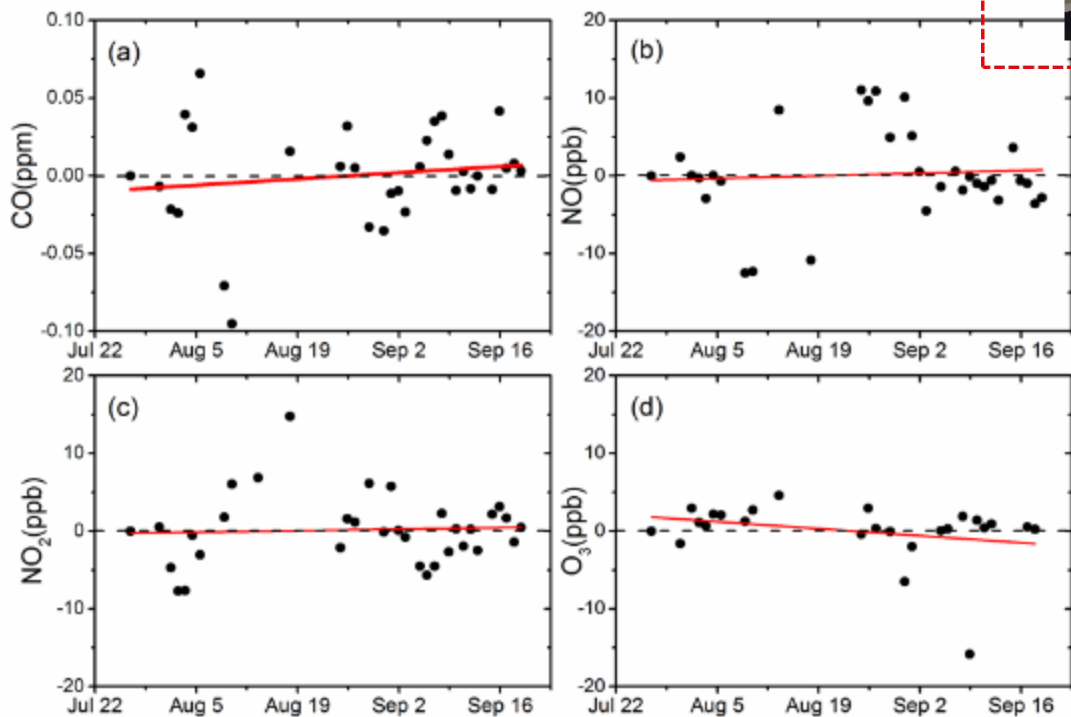 (a)
CO(ppm)
0.10
0.05
0.00
-0.05
-0.10
Jul 22 Aug 5 Aug 19 Sep 2 Sep 16
(b)
NO(ppb)
20
10
0
-10
-20
Jul 22 Aug 5 Aug 19 Sep 2 Sep 16
(c)
NO₂(ppb)
20
10
0
-10
-20
Jul 22 Aug 5 Aug 19 Sep 2 Sep 16
(d)
O₃(ppb)
20
10
0
-10
-20
Jul 22 Aug 5 Aug 19 Sep 2 Sep 16